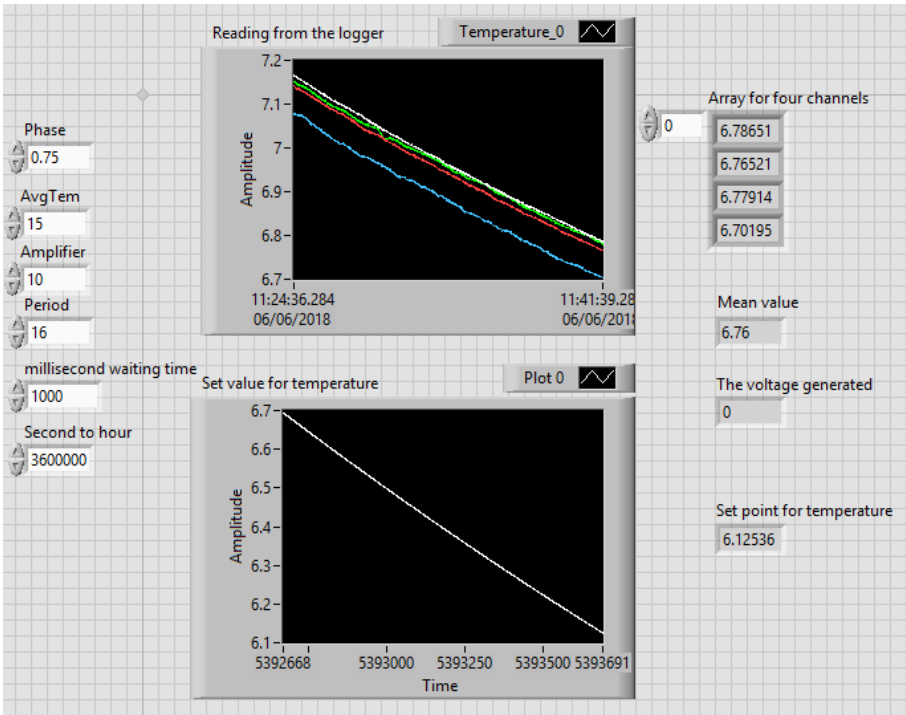 Reading from the logger
Temperature_0
7.2
7.1
7
6.9
6.8
6.7
Amplitude
11:24:36.284
06/06/2018
11:41:39.28
06/06/201
Phase
0.75
AvgTem
15
Amplifier
10
Period
16
millisecond waiting time
1000
Second to hour
3600000
Array for four channels
0
6.78651
6.76521
6.77914
6.70195
Mean value
6.76
The voltage generated
0
Set point for temperature
6.12536
Set value for temperature
Plot 0
6.7
6.6
6.5
6.4
6.3
6.2
6.1
Amplitude
5392668
5393000
5393250
5393500
5393691
Time